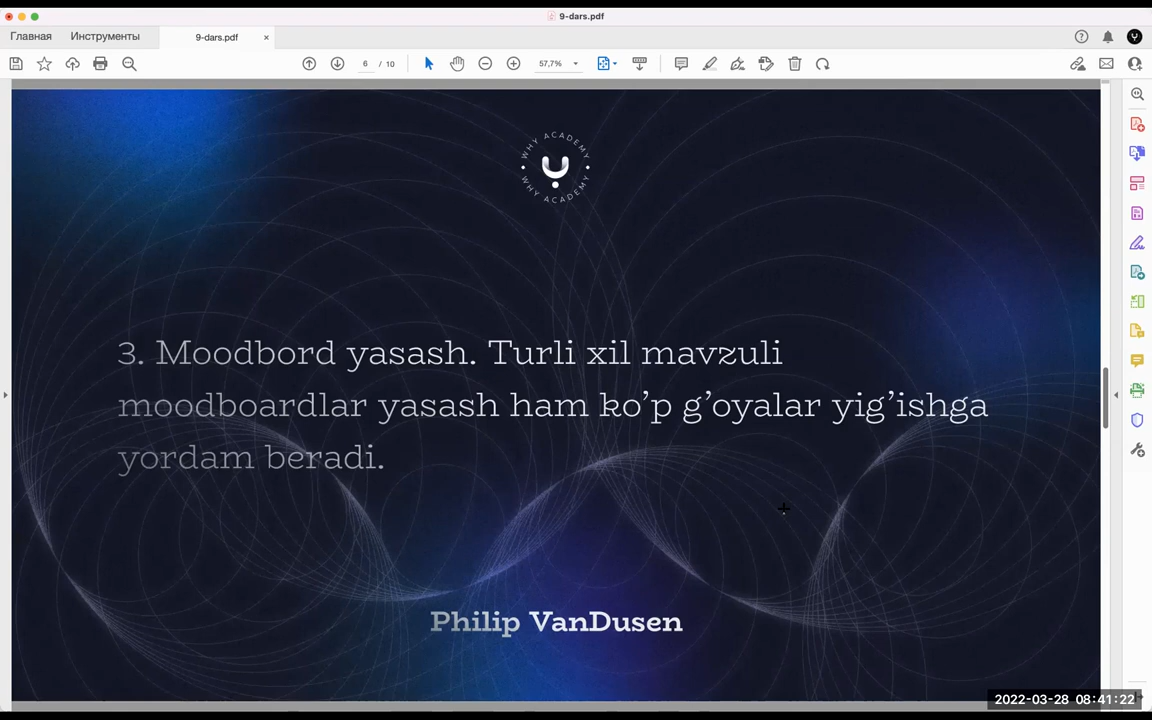 9-dars.pdf
Главная Инструменты 9-dars.pdf ×
6 / 10 57,7%
WHY ACADEMY
WHY ACADEMY
3. Moodbord yasash. Turli xil mavzuli
moodboardlar yasash ham ko’p g’oyalar yig’ishga
yordam beradi.
Philip VanDusen
2022-03-28 08:41:22